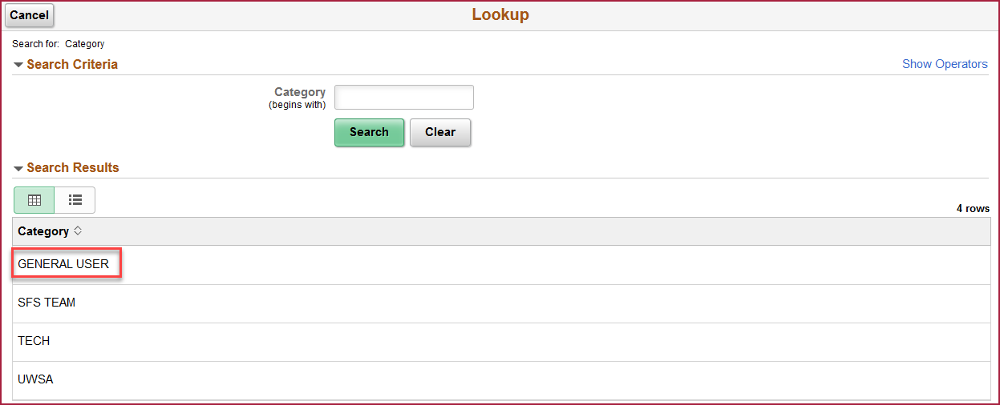 Cancel
Lookup
Search for: Category
Search Criteria
Show Operators
Category
(begins with)
Search
Clear
Search Results
4 rows
Category
GENERAL USER
SFS TEAM
TECH
UWSA